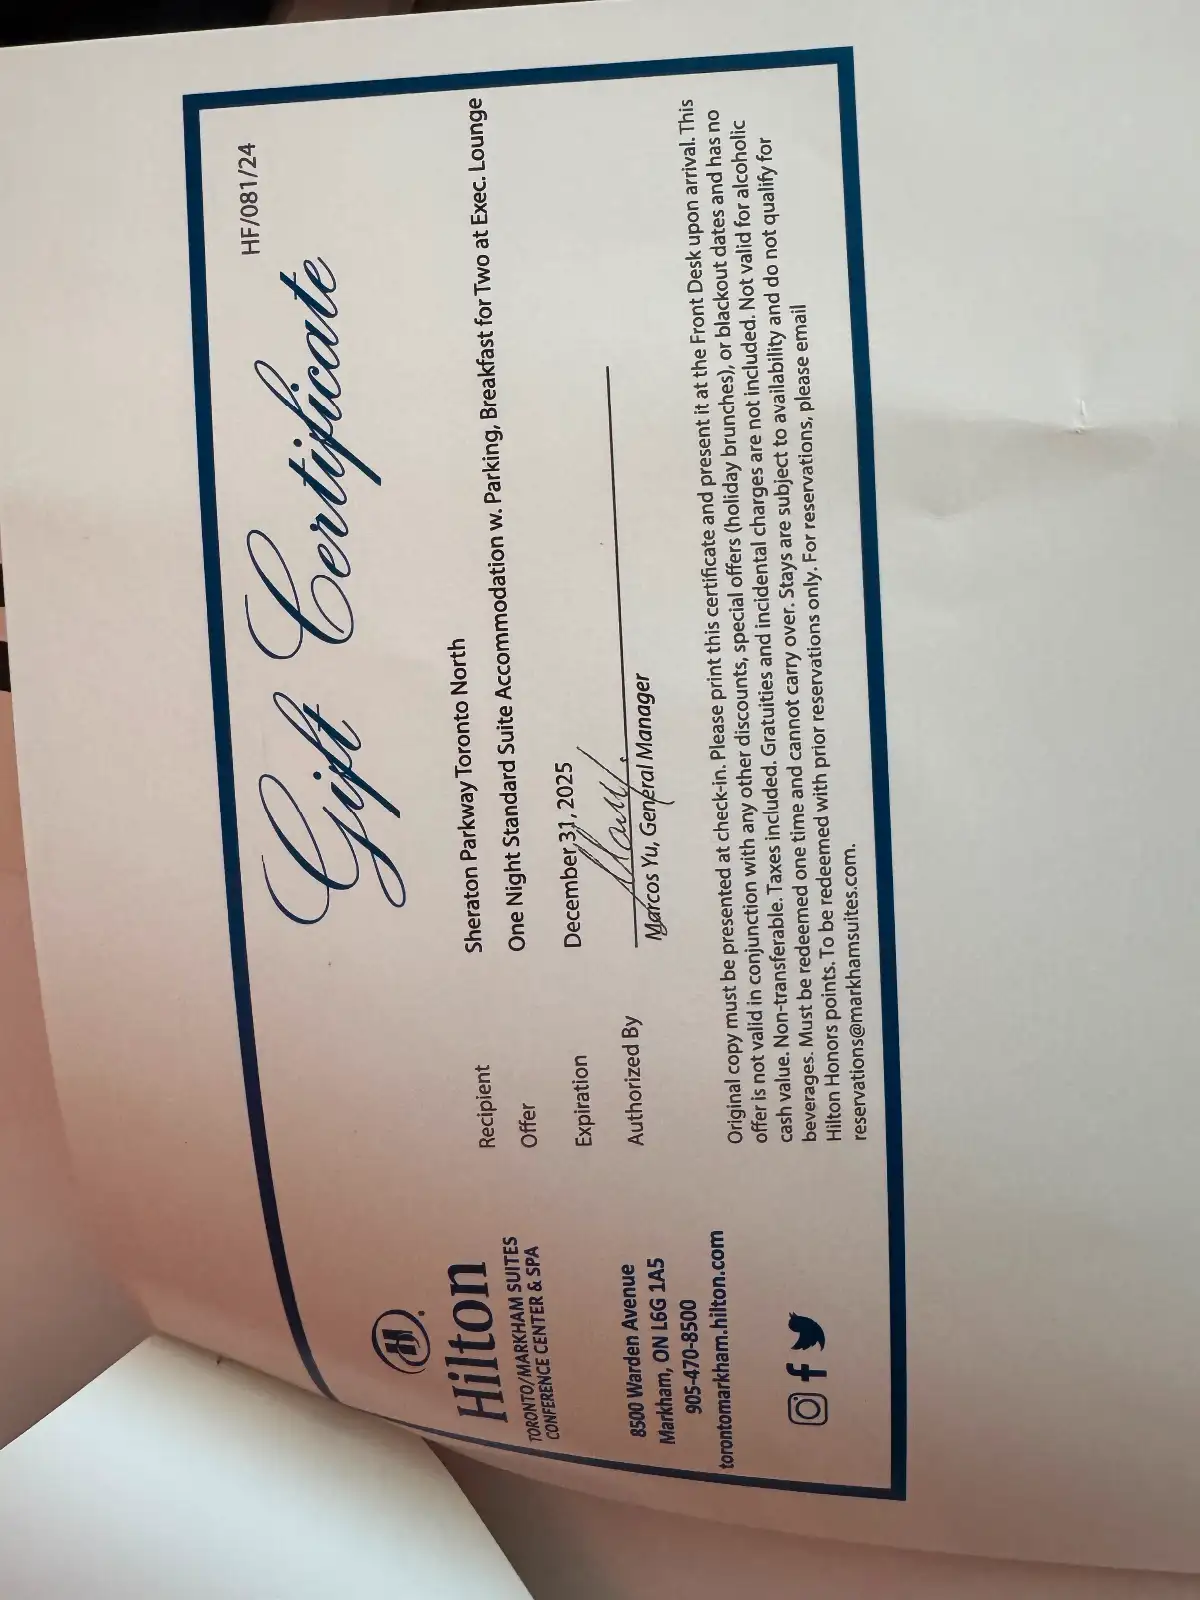 HF/081/24
Gift Certificate
Hilton
TORONTO/MARKHAM SUITES
CONFERENCE CENTER & SPA
8500 Warden Avenue
Markham, ON L6G 1A5
905-470-8500
torontomarkham.hilton.com
Recipient Sheraton Parkway Toronto North
Offer One Night Standard Suite Accommodation w. Parking, Breakfast for Two at Exec. Lounge
Expiration December 31, 2025
Authorized By
Marcos Yu, General Manager
Original copy must be presented at check-in. Please print this certificate and present it at the Front Desk upon arrival. This
offer is not valid in conjunction with any other discounts, special offers (holiday brunches), or blackout dates and has no
cash value. Non-transferable. Taxes included. Gratuities and incidental charges are not included. Not valid for alcoholic
beverages. Must be redeemed one time and cannot carry over. Stays are subject to availability and do not qualify for
Hilton Honors points. To be redeemed with prior reservations only. For reservations, please email
reservations@markhamsuites.com.